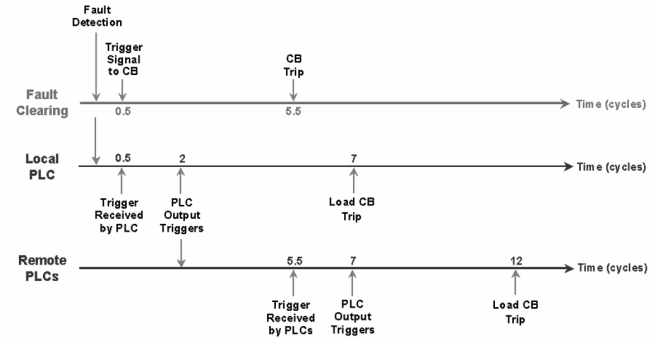 Fault
Detection
Trigger
Signal
to CB
CB
Trip
Fault
Clearing
0.5
5.5
Time (cycles)
Local
PLC
0.5
2
7
Time (cycles)
Trigger
Received
by PLC
PLC
Output
Triggers
Load CB
Trip
Remote
PLCs
5.5
7
12
Time (cycles)
Trigger
Received
by PLCs
PLC
Output
Triggers
Load CB
Trip